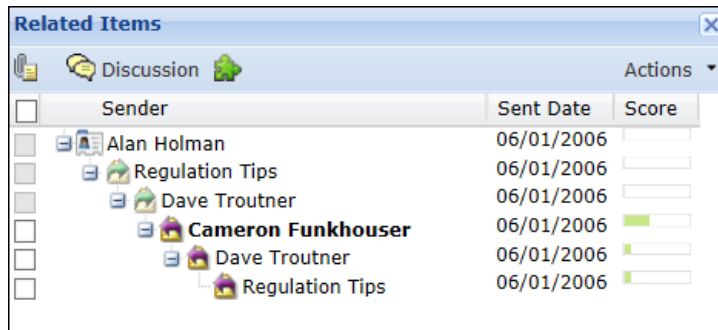 Related Items
Discussion Actions
Sender Sent Date Score
Alan Holman 06/01/2006
Regulation Tips 06/01/2006
Dave Troutner 06/01/2006
Cameron Funkhouser 06/01/2006
Dave Troutner 06/01/2006
Regulation Tips 06/01/2006